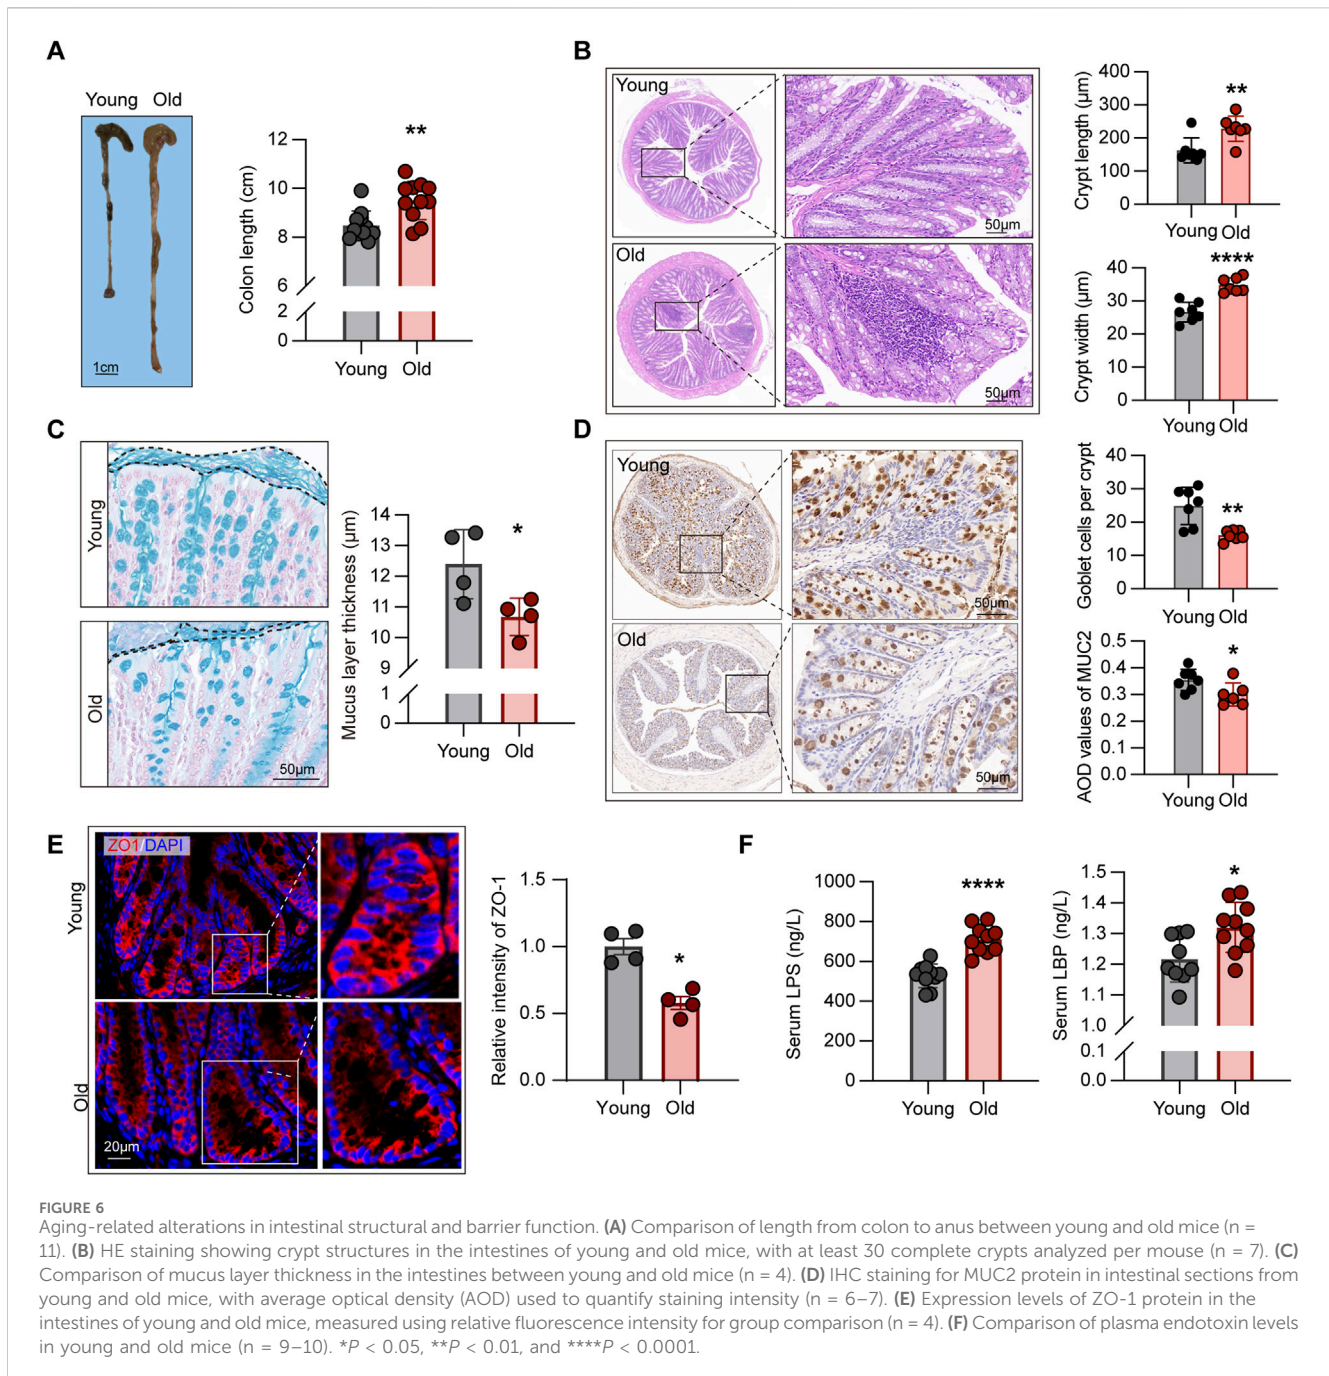 A
Young Old
1cm
Colon length (cm)
12
10
8
6
2
0
**
Young Old
B
Young
50µm
Old
50µm
Crypt length (µm)
400
300
200
100
0
**
Young Old
Crypt width (µm)
40
30
20
10
0
****
Young Old
C
Young
Old
50µm
Mucus layer thickness (µm)
14
13
12
11
10
9
1
0
*
Young Old
D
Young
50µm
Old
50µm
Goblet cells per crypt
40
30
20
10
0
**
Young Old
AOD values of MUC2
0.5
0.4
0.3
0.2
0.1
0.0
*
Young Old
E
ZO1/DAPI
Young
Old
20µm
Relative intensity of ZO-1
1.5
1.0
0.5
0.0
*
Young Old
F
Serum LPS (ng/L)
1000
800
600
400
200
0
****
Young Old
Serum LBP (ng/L)
1.5
1.4
1.3
1.2
1.1
1.0
0.1
0.0
*
Young Old
FIGURE 6
Aging-related alterations in intestinal structural and barrier function. (A) Comparison of length from colon to anus between young and old mice (n =
11). (B) HE staining showing crypt structures in the intestines of young and old mice, with at least 30 complete crypts analyzed per mouse (n = 7). (C)
Comparison of mucus layer thickness in the intestines between young and old mice (n = 4). (D) IHC staining for MUC2 protein in intestinal sections from
young and old mice, with average optical density (AOD) used to quantify staining intensity (n = 6–7). (E) Expression levels of ZO-1 protein in the
intestines of young and old mice, measured using relative fluorescence intensity for group comparison (n = 4). (F) Comparison of plasma endotoxin levels
in young and old mice (n = 9–10). *P < 0.05, **P < 0.01, and ****P < 0.0001.